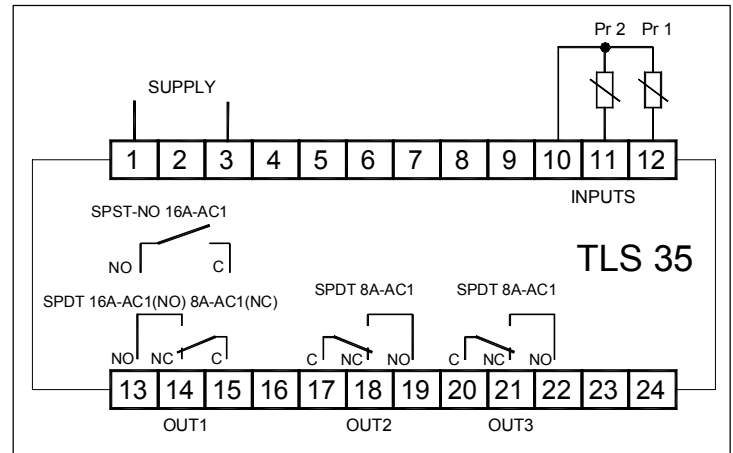 Pr 2 Pr 1
SUPPLY
1 2 3 4 5 6 7 8 9 10 11 12
INPUTS
SPST-NO 16A-AC1
TLS 35
NO C
SPDT 16A-AC1(NO) 8A-AC1(NC) SPDT 8A-AC1 SPDT 8A-AC1
NO NC C C NC NO C NC NO
13 14 15 16 17 18 19 20 21 22 23 24
OUT1 OUT2 OUT3